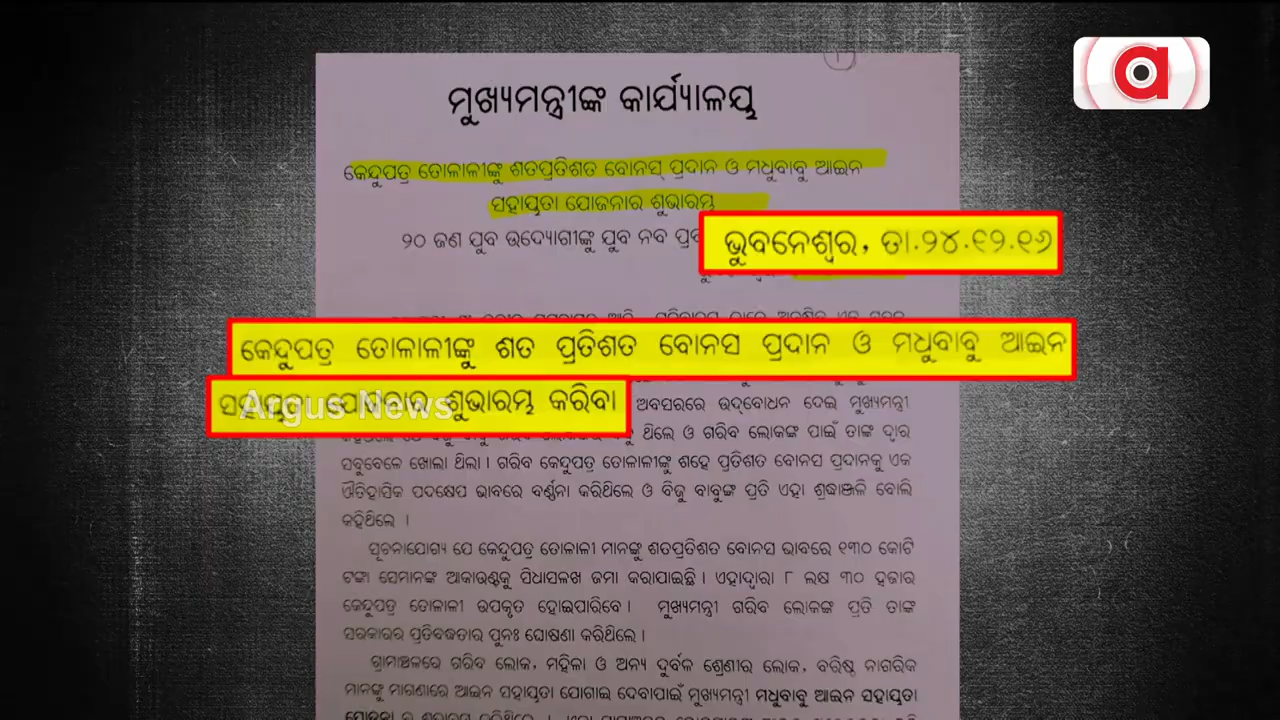 ମୁଖ୍ୟମନ୍ତ୍ରୀଙ୍କ କାର୍ଯ୍ୟାଳୟ
କେନ୍ଦୁପତ୍ର ତୋଳାଳୀଙ୍କୁ ଶତପ୍ରତିଶତ ବୋନସ୍ ପ୍ରଦାନ ଓ ମଧୁବାବୁ ଆଇନ
ସହାୟତା ଯୋଜନାର ଶୁଭାରମ୍ଭ
୨୦ ଜଣ ଯୁବ ଉଦ୍ୟୋଗୀଙ୍କୁ ଯୁବ ନବ
ଭୁବନେଶ୍ୱର, ତା.୨୪.୧୨.୧୬
କେନ୍ଦୁପତ୍ର ତୋଳାଳୀଙ୍କୁ ଶତ ପ୍ରତିଶତ ବୋନସ ପ୍ରଦାନ ଓ ମଧୁବାବୁ ଆଇନ
ସହାୟତା ଯୋଜନାର ଶୁଭାରମ୍ଭ କରିବା
Argus News
ଅବସରରେ ଉଦ୍‌ବୋଧନ ଦେଇ ମୁଖ୍ୟମନ୍ତ୍ରୀ
ଥିଲେ ଓ ଗରିବ ଲୋକଙ୍କ ପାଇଁ ତାଙ୍କ ଦ୍ୱାର
ସବୁବେଳେ ଖୋଲା ଥିଲା । ଗରିବ କେନ୍ଦୁପତ୍ର ତୋଳାଳୀଙ୍କୁ ଶହେ ପ୍ରତିଶତ ବୋନସ ପ୍ରଦାନକୁ ଏକ
ଐତିହାସିକ ପଦକ୍ଷେପ ଭାବରେ ବର୍ଣ୍ଣନା କରିଥିଲେ ଓ ବିଜୁ ବାବୁଙ୍କ ପ୍ରତି ଏହା ଶ୍ରଦ୍ଧାଞ୍ଜଳି ବୋଲି
କହିଥିଲେ ।
ସୂଚନାଯୋଗ୍ୟ ଯେ କେନ୍ଦୁପତ୍ର ତୋଳାଳୀ ମାନଙ୍କୁ ଶତପ୍ରତିଶତ ବୋନସ ଭାବରେ ୧୩୦ କୋଟି
ଟଙ୍କା ସେମାନଙ୍କ ଆକାଉଣ୍ଟକୁ ସିଧାସଳଖ ଜମା କରାଯାଇଛି । ଏହାଦ୍ୱାରା ୮ ଲକ୍ଷ ୩୦ ହଜାର
କେନ୍ଦୁପତ୍ର ତୋଳାଳୀ ଉପକୃତ ହୋଇପାରିବେ । ମୁଖ୍ୟମନ୍ତ୍ରୀ ଗରିବ ଲୋକଙ୍କ ପ୍ରତି ତାଙ୍କ
ସରକାରର ପ୍ରତିବଦ୍ଧତାର ପୁନଃ ଘୋଷଣା କରିଥିଲେ ।
ଗ୍ରାମାଞ୍ଚଳରେ ଗରିବ ଲୋକ, ମହିଳା ଓ ଅନ୍ୟ ଦୁର୍ବଳ ଶ୍ରେଣୀର ଲୋକ, ବରିଷ୍ଠ ନାଗରିକ
ମାନଙ୍କୁ ମାଗଣାରେ ଆଇନ ସହାୟତା ଯୋଗାଇ ଦେବାପାଇଁ ମୁଖ୍ୟମନ୍ତ୍ରୀ ମଧୁବାବୁ ଆଇନ ସହାୟତା